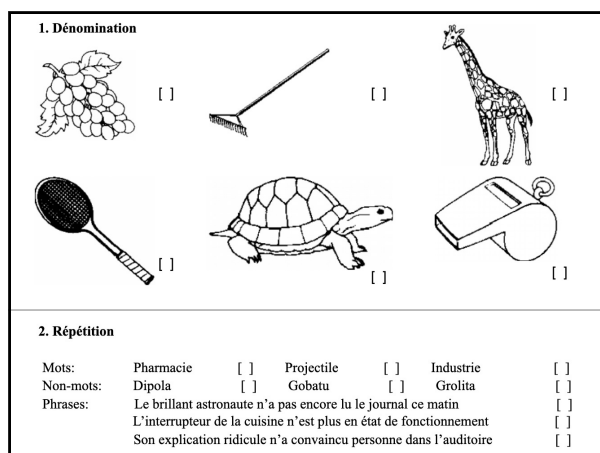 1. Dénomination
[ ] [ ] [ ]
[ ] [ ] [ ]
2. Répétition
Mots: Pharmacie [ ] Projectile [ ] Industrie [ ]
Non-mots: Dipola [ ] Gobatu [ ] Grolita [ ]
Phrases: Le brillant astronaute n’a pas encore lu le journal ce matin [ ]
L’interrupteur de la cuisine n’est plus en état de fonctionnement [ ]
Son explication ridicule n’a convaincu personne dans l’auditoire [ ]